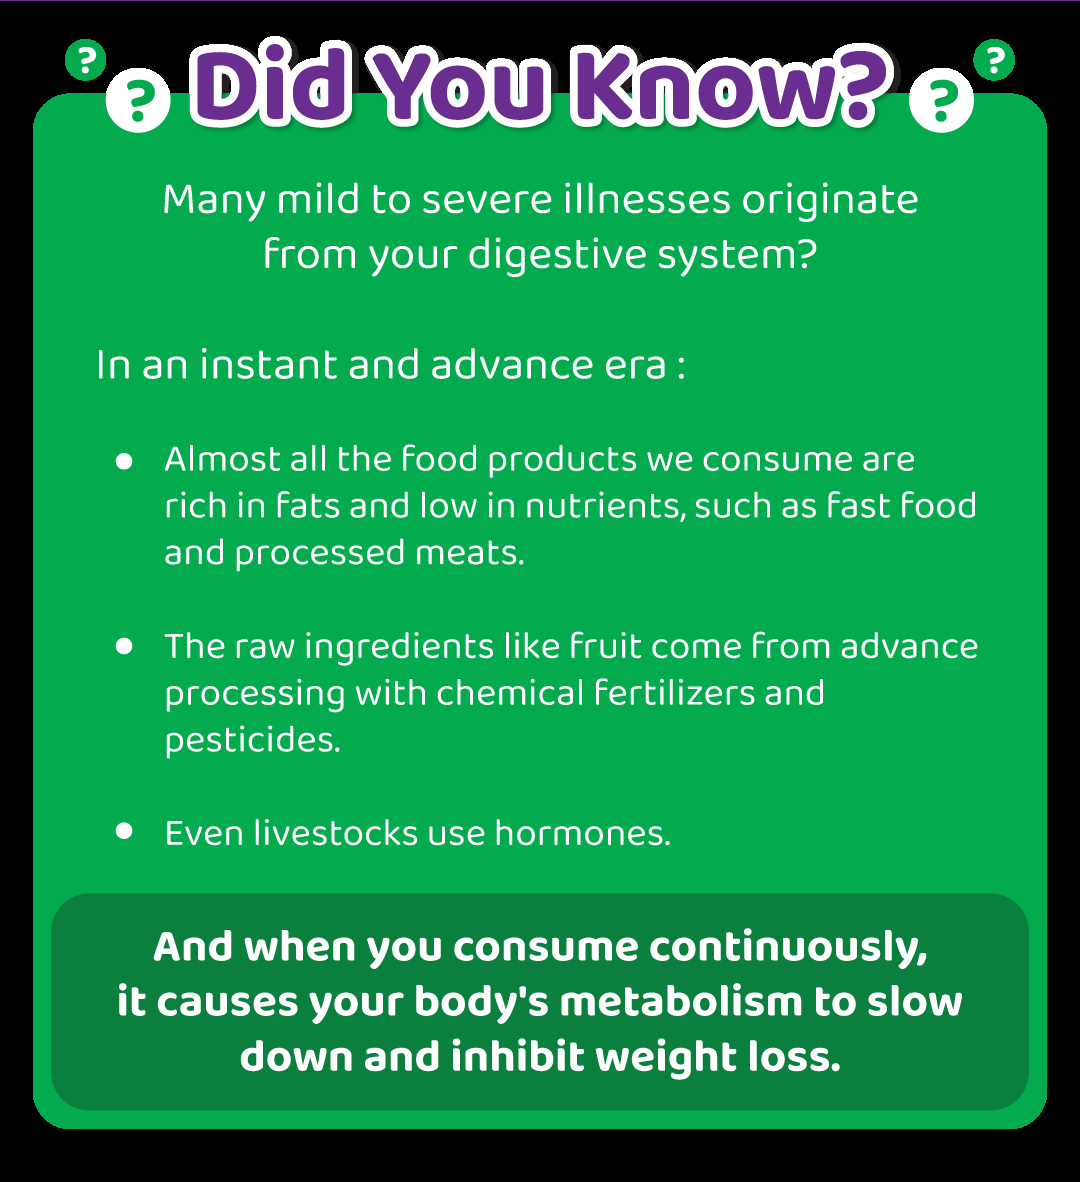 ? Did You Know? ?
? ?
Many mild to severe illnesses originate
from your digestive system?
In an instant and advance era :
Almost all the food products we consume are
rich in fats and low in nutrients, such as fast food
and processed meats.
The raw ingredients like fruit come from advance
processing with chemical fertilizers and
pesticides.
Even livestocks use hormones.
And when you consume continuously,
it causes your body's metabolism to slow
down and inhibit weight loss.